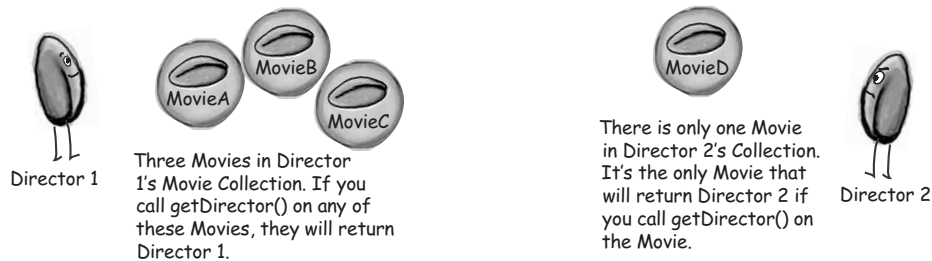 MovieA
MovieB
MovieC
Director 1
Three Movies in Director
1's Movie Collection. If you
call getDirector() on any of
these Movies, they will return
Director 1.
MovieD
There is only one Movie
in Director 2's Collection.
It's the only Movie that
will return Director 2 if
you call getDirector() on
the Movie.
Director 2